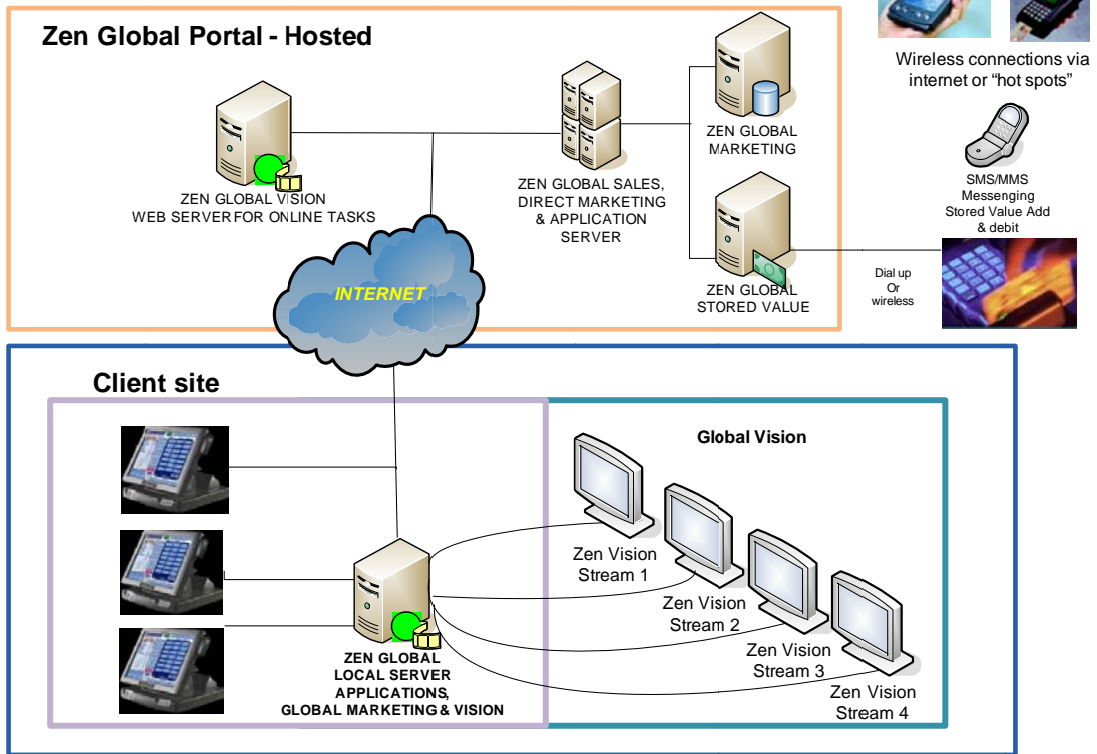 Zen Global Portal - Hosted
Wireless connections via
internet or “hot spots”
ZEN GLOBAL
MARKETING
ZEN GLOBAL VISION
WEB SERVER FOR ONLINE TASKS
ZEN GLOBAL SALES,
DIRECT MARKETING
& APPLICATION
SERVER
SMS/MMS
Messenging
Stored Value Add
& debit
ZEN GLOBAL
STORED VALUE
Dial up
Or
wireless
INTERNET
Client site
Global Vision
Zen Vision
Stream 1
Zen Vision
Stream 2
Zen Vision
Stream 3
Zen Vision
Stream 4
ZEN GLOBAL
LOCAL SERVER
APPLICATIONS,
GLOBAL MARKETING & VISION